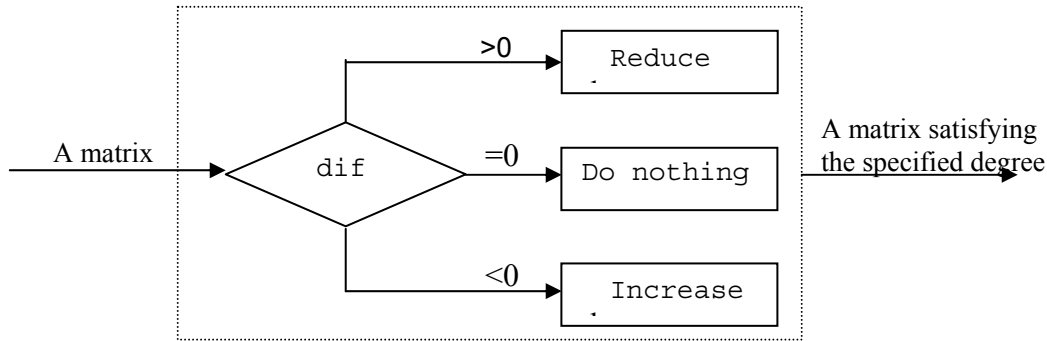 >0
Reduce
A matrix
dif
=0
Do nothing
A matrix satisfying
the specified degree
<0
Increase